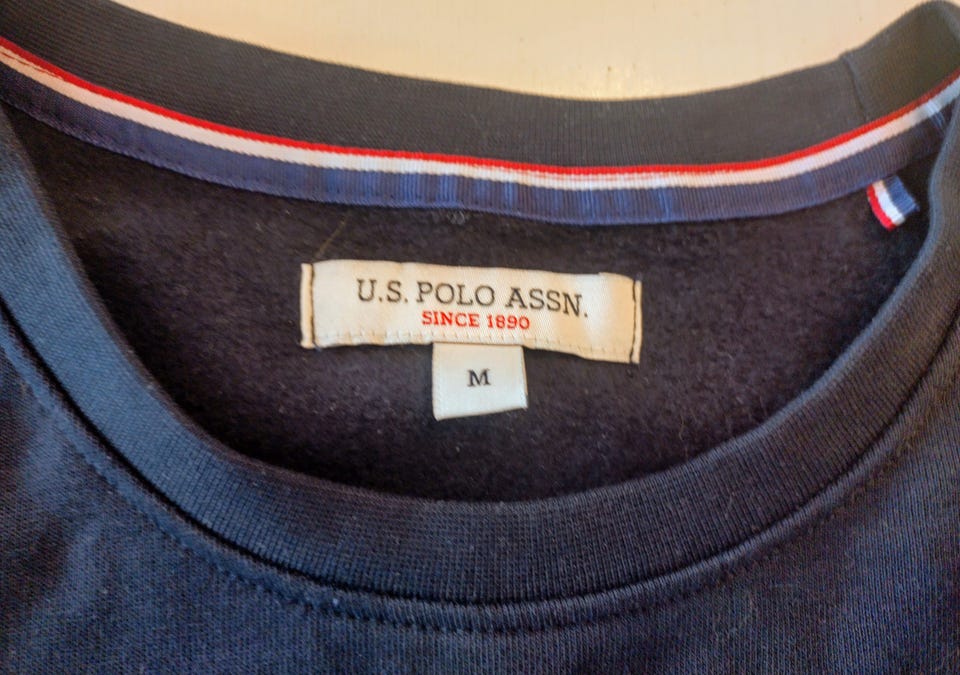 U.S. POLO ASSN.
SINCE 1890
M